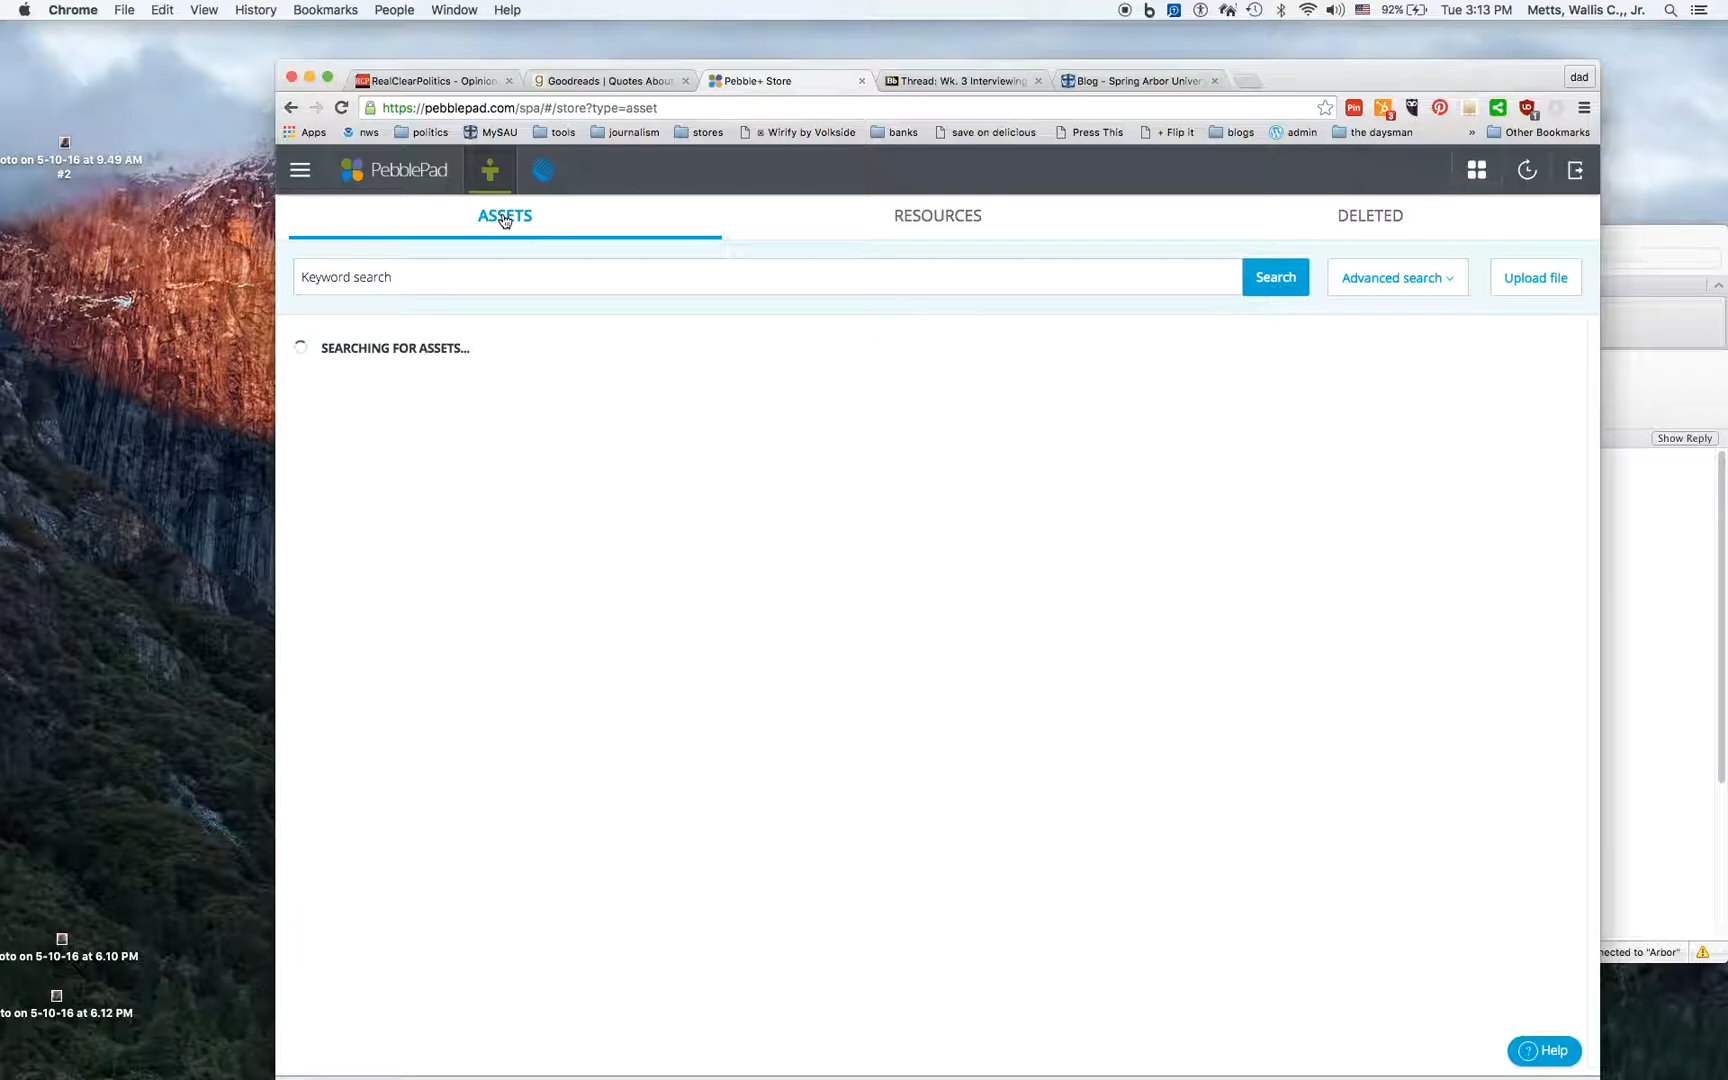 Chrome File Edit View History Bookmarks People Window Help 92% Tue 3:13 PM Metts, Wallis C.,, Jr.
RealClearPolitics - Opinion Goodreads | Quotes About Pebble+ Store Thread: Wk. 3 Interviewing Blog - Spring Arbor Univer dad
https://pebblepad.com/spa/#/store?type=asset
Apps nws politics MySAU tools journalism stores Wirify by Volkside banks save on delicious Press This + Flip it blogs admin the daysman » Other Bookmarks
PebblePad
ASSETS RESOURCES DELETED
Keyword search Search Advanced search Upload file
SEARCHING FOR ASSETS...
oto on 5-10-16 at 9.49 AM
#2
Show Reply
oto on 5-10-16 at 6.10 PM
nected to "Arbor"
to on 5-10-16 at 6.12 PM
? Help